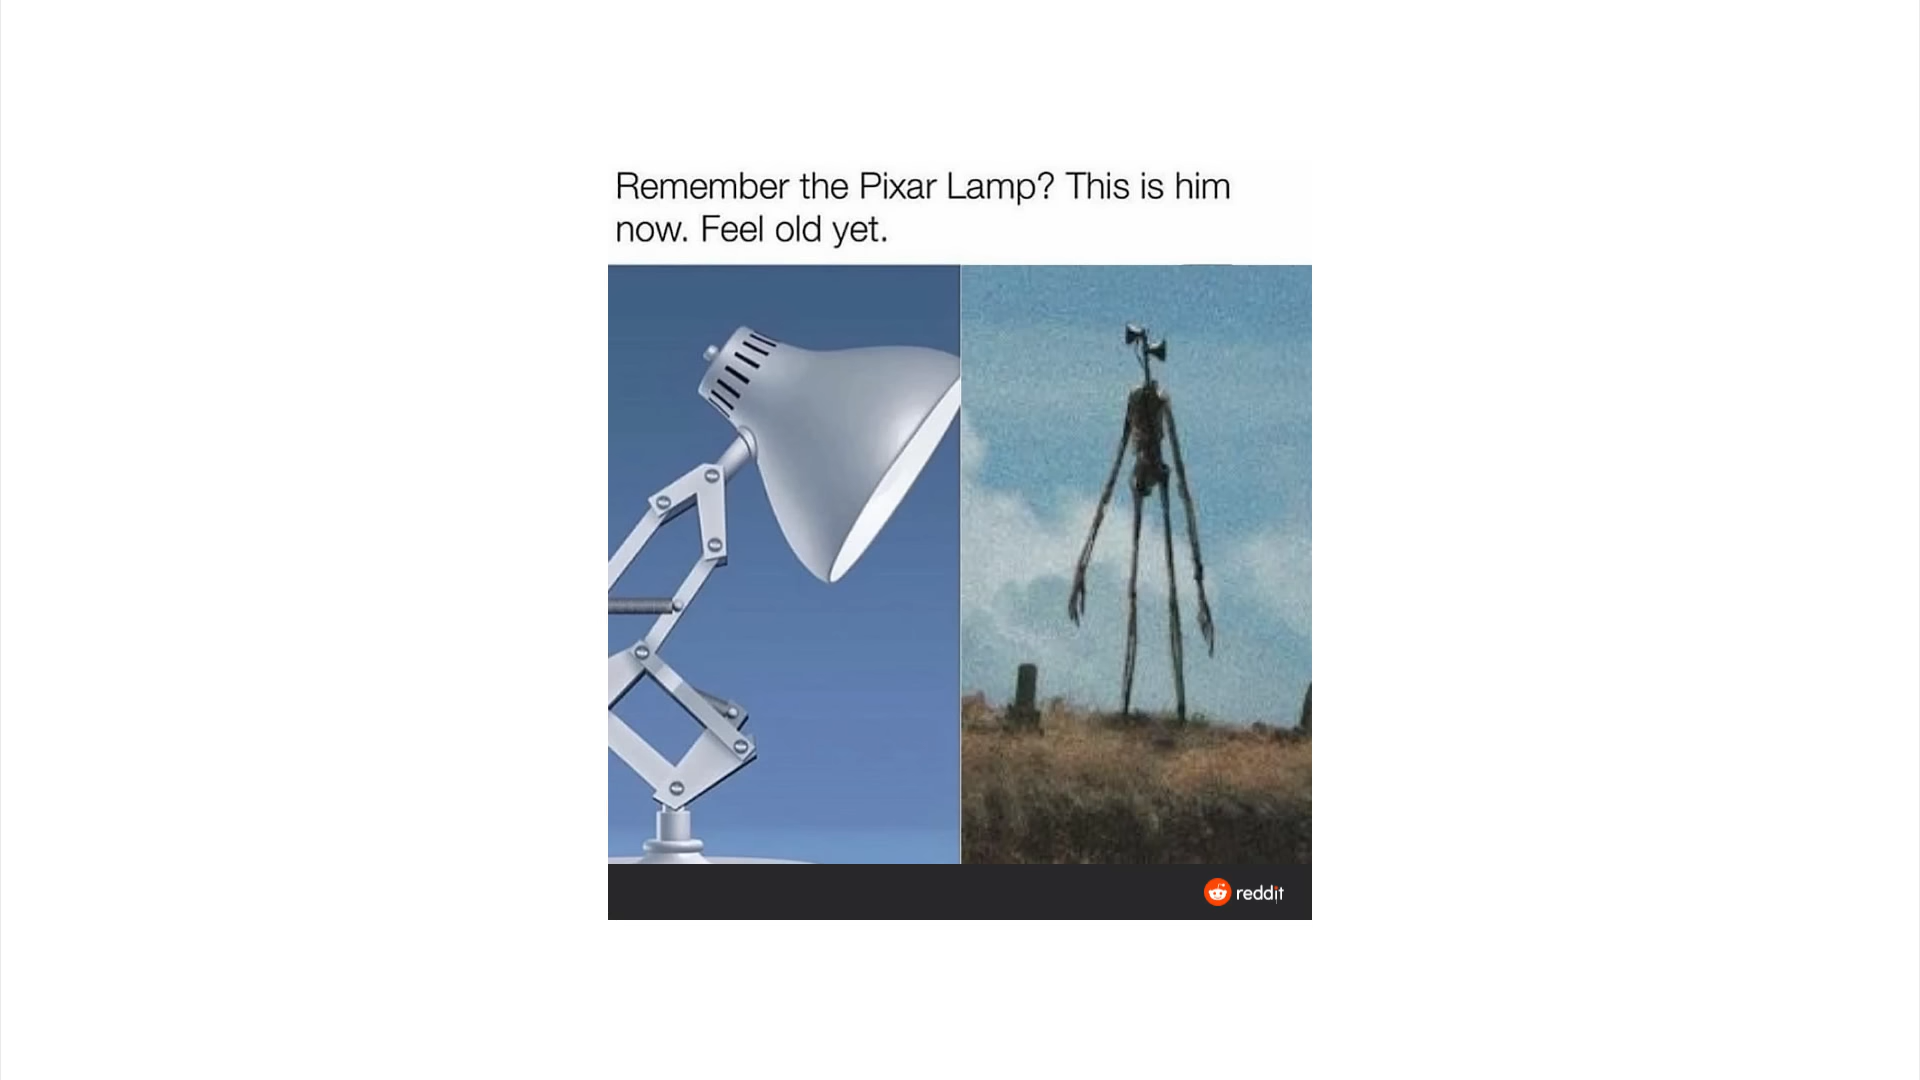 Remember the Pixar Lamp? This is him
now. Feel old yet.
reddit